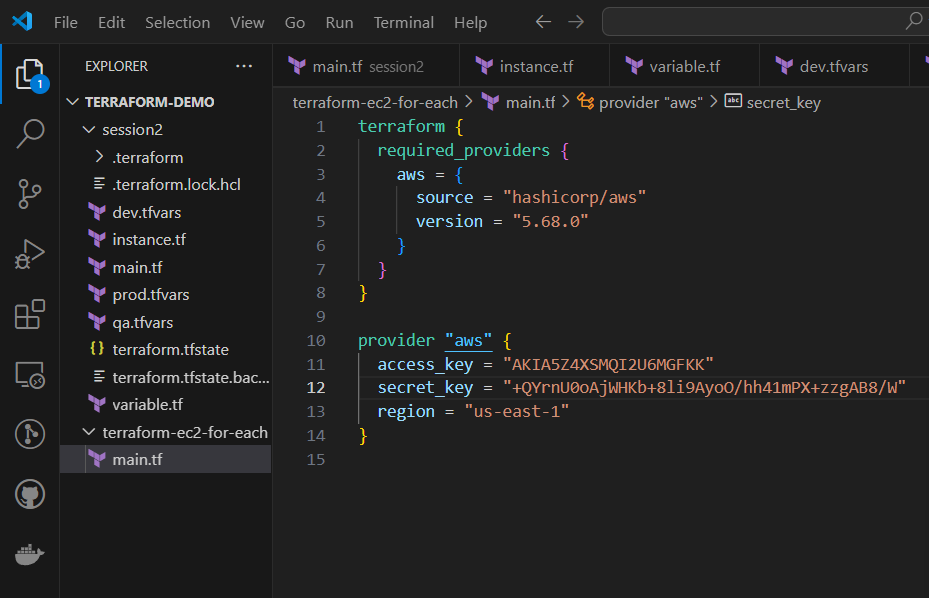 File Edit Selection View Go Run Terminal Help
EXPLORER ...
TERRAFORM-DEMO
session2
.terraform
.terraform.lock.hcl
dev.tfvars
instance.tf
main.tf
prod.tfvars
qa.tfvars
terraform.tfstate
terraform.tfstate.bac...
variable.tf
terraform-ec2-for-each
main.tf
1
main.tf session2 instance.tf variable.tf dev.tfvars
terraform-ec2-for-each > main.tf > provider "aws" > abc secret_key
1 terraform {
2 required_providers {
3 aws = {
4 source = "hashicorp/aws"
5 version = "5.68.0"
6 }
7 }
8 }
9
10 provider "aws" {
11 access_key = "AKIA5Z4XSMQI2U6MGFKK"
12 secret_key = "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"
13 region = "us-east-1"
14 }
15